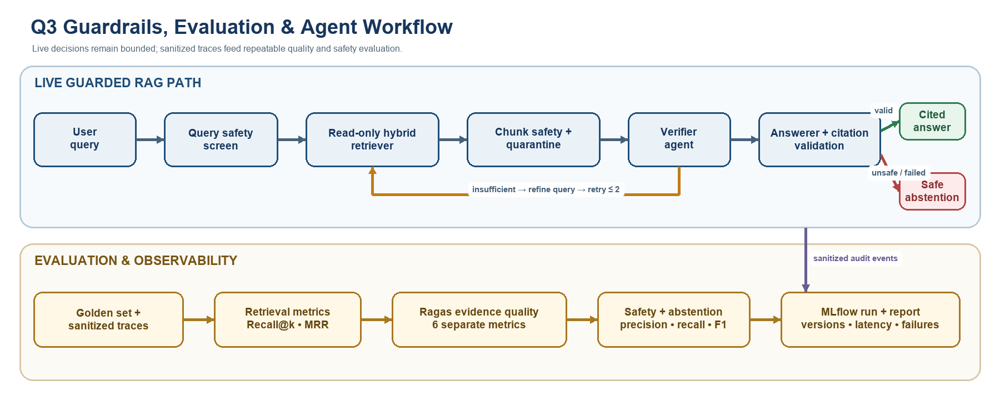 Q3 Guardrails, Evaluation & Agent Workflow
Live decisions remain bounded; sanitized traces feed repeatable quality and safety evaluation.
LIVE GUARDED RAG PATH
User
query
Query safety
screen
Read-only hybrid
retriever
Chunk safety +
quarantine
Verifier
agent
Answerer + citation
validation
valid
Cited
answer
unsafe / failed
Safe
abstention
insufficient → refine query → retry ≤ 2
sanitized audit events
EVALUATION & OBSERVABILITY
Golden set +
sanitized traces
Retrieval metrics
Recall@k • MRR
Ragas evidence quality
6 separate metrics
Safety + abstention
precision • recall • F1
MLflow run + report
versions • latency • failures